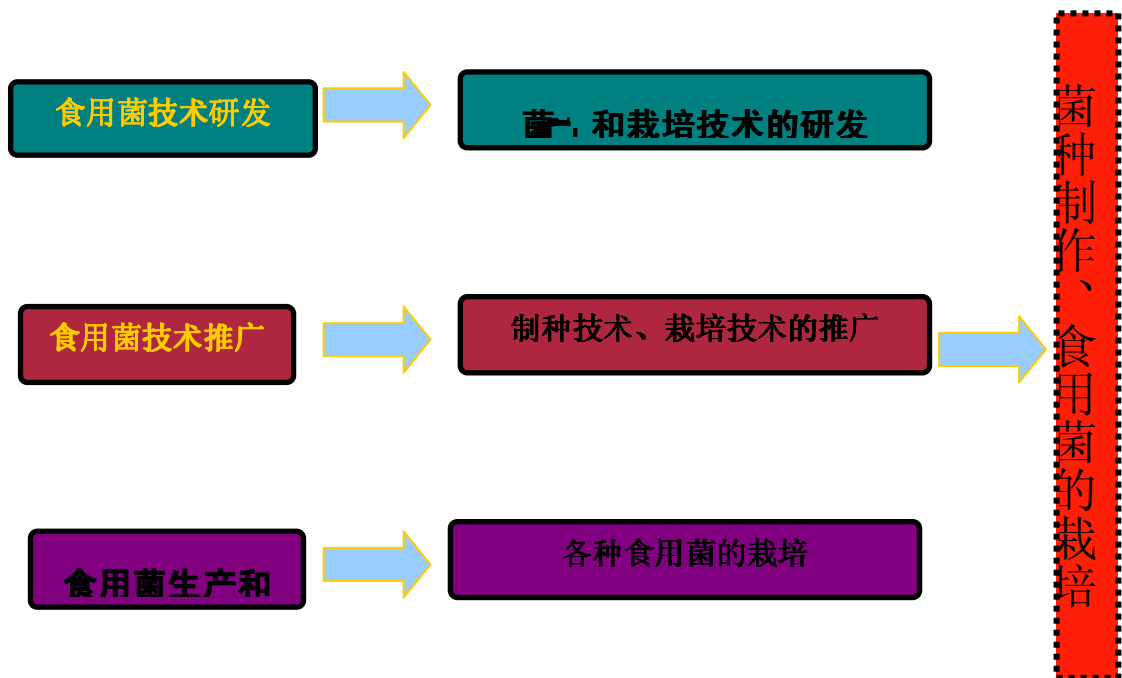 食用菌技术研发
菌 和栽培技术的研发
食用菌技术推广
制种技术、栽培技术的推广
食用菌生产和
各种食用菌的栽培
菌种制作、食用菌的栽培